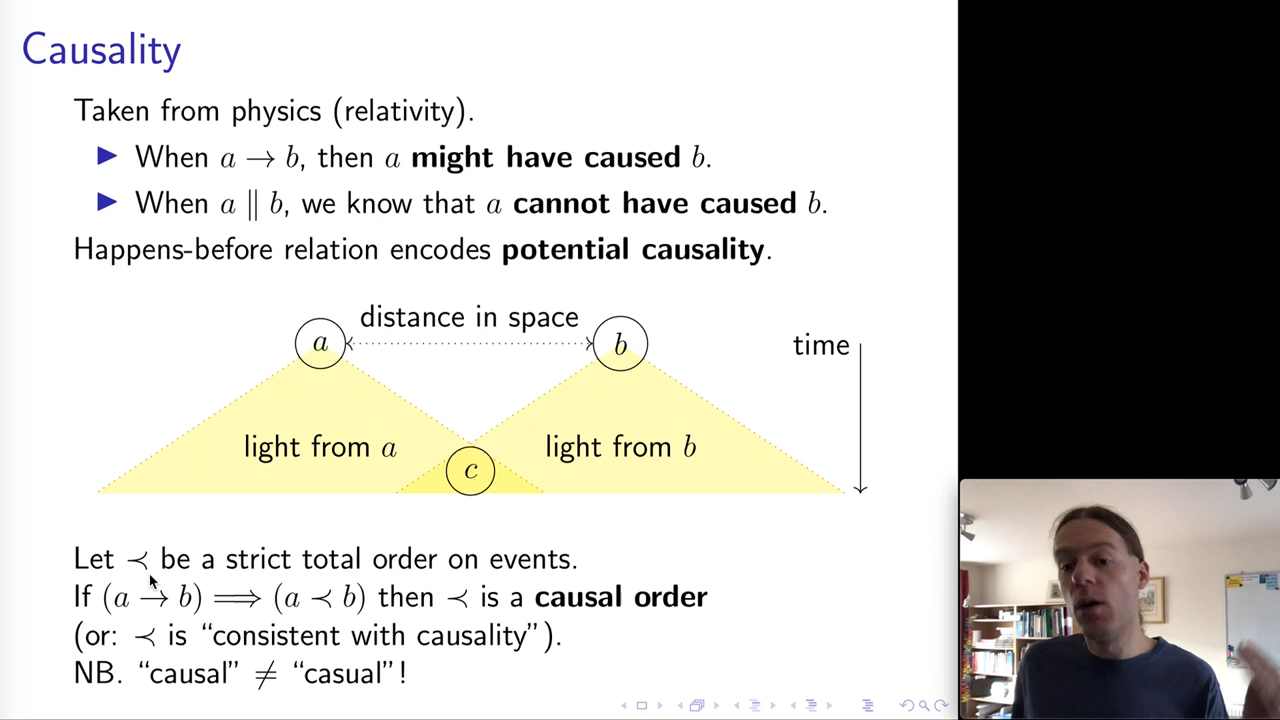 Causality
Taken from physics (relativity).
▶ When a → b, then a might have caused b.
▶ When a ∥ b, we know that a cannot have caused b.
Happens-before relation encodes potential causality.
distance in space
a
b
time
light from a
light from b
c
Let ≺ be a strict total order on events.
If (a → b) ⟹ (a ≺ b) then ≺ is a causal order
(or: ≺ is “consistent with causality”).
NB. “causal” ≠ “casual”!